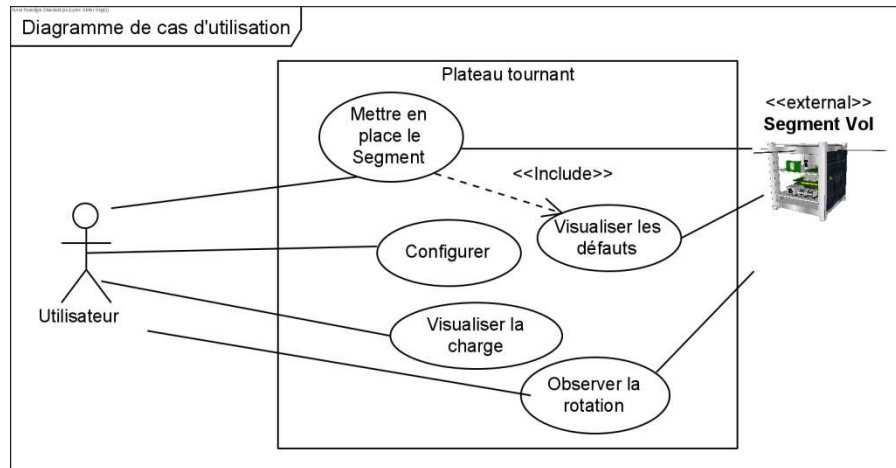 Diagramme de cas d'utilisation
Plateau tournant
Mettre en
place le
Segment
<<external>>
Segment Vol
<<Include>>
Visualiser les
défauts
Configurer
Utilisateur
Visualiser la
charge
Observer la
rotation